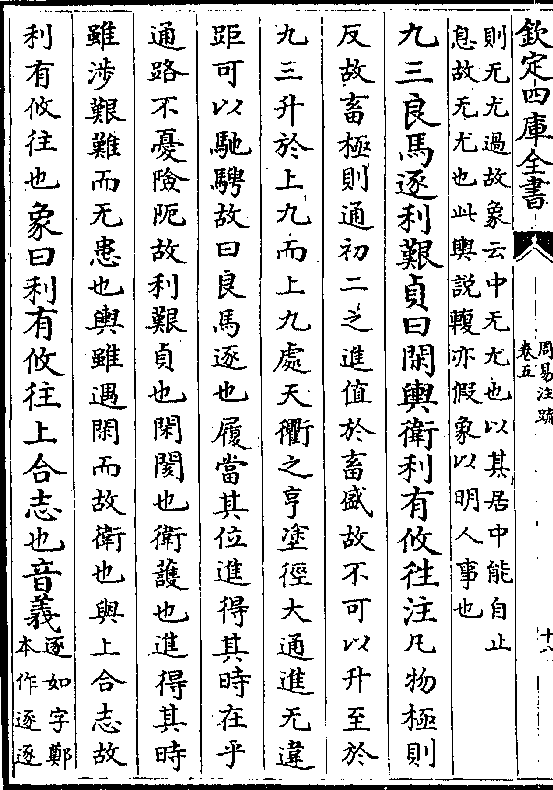 欽定四庫全書
周易注疏
卷五
則无尤過故象云中无尤也以其居中能自止
息故无尤也此輿説輹亦假象以明人事也
九三良馬逐利艱貞曰閑輿衛利有攸往注凡物極則
反故畜極則通初二之進值於畜盛故不可以升至於
九三升於上九而上九處天衢之亨塗徑大通進无違
距可以馳騁故曰良馬逐也履當其位進得其時在乎
通路不憂險阨故利艱貞也閑閡也衛護也進得其時
雖渉艱難而无患也輿雖遇閑而故衛也與上合志故
利有攸往也象曰利有攸往上合志也音義
逐如字鄭
本作逐逐